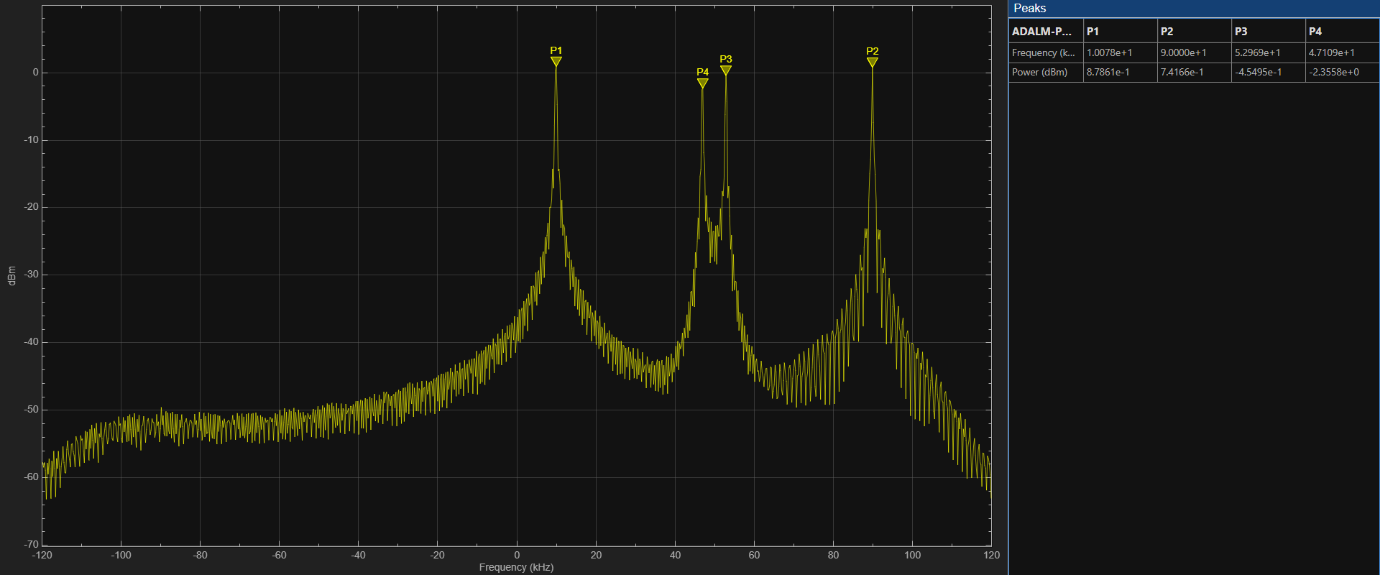 Peaks
ADALM-P... P1 P2 P3 P4
Frequency (k... 1.0078e+1 9.0000e+1 5.2969e+1 4.7109e+1
Power (dBm) 8.7861e-1 7.4166e-1 -4.5495e-1 -2.3558e+0
P1
P4
P3
P2
dBm
0
-10
-20
-30
-40
-50
-60
-70
-120 -100 -80 -60 -40 -20 0 20 40 60 80 100 120
Frequency (kHz)